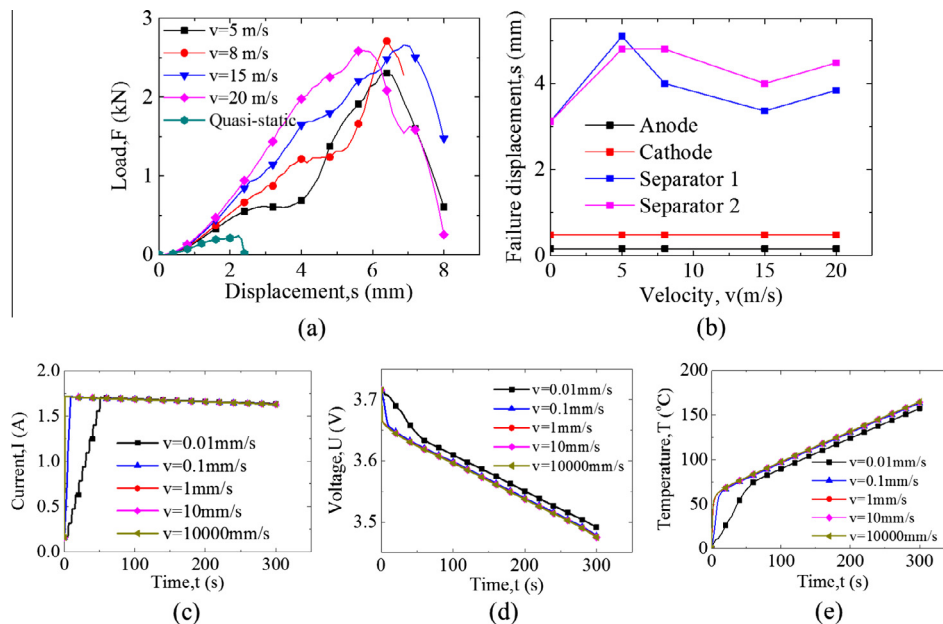 v=5 m/s
v=8 m/s
v=15 m/s
v=20 m/s
Quasi-static
3
2
1
0
Load,F (kN)
0 2 4 6 8
Displacement,s (mm)
(a)
Failure displacement,s (mm)
4
2
0
Anode
Cathode
Separator 1
Separator 2
0 5 10 15 20
Velocity, v(m/s)
(b)
2.0
1.5
1.0
0.5
0.0
Current,I (A)
v=0.01mm/s
v=0.1mm/s
v=1mm/s
v=10mm/s
v=10000mm/s
0 100 200 300
Time,t (s)
(c)
3.7
3.6
3.5
Voltage,U (V)
v=0.01mm/s
v=0.1mm/s
v=1mm/s
v=10mm/s
v=10000mm/s
0 100 200 300
Time,t (s)
(d)
200
150
100
50
0
Temperature,T (°C)
v=0.01mm/s
v=0.1mm/s
v=1mm/s
v=10mm/s
v=10000mm/s
0 100 200 300
Time,t (s)
(e)